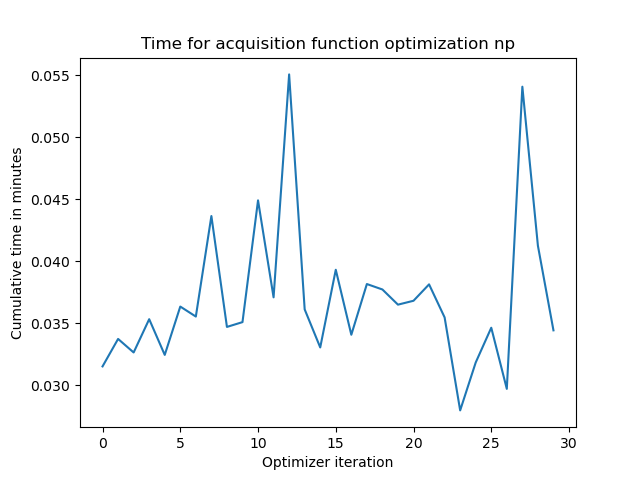 Time for acquisition function optimization np
0.055
0.050
0.045
0.040
0.035
0.030
Cumulative time in minutes
0 5 10 15 20 25 30
Optimizer iteration